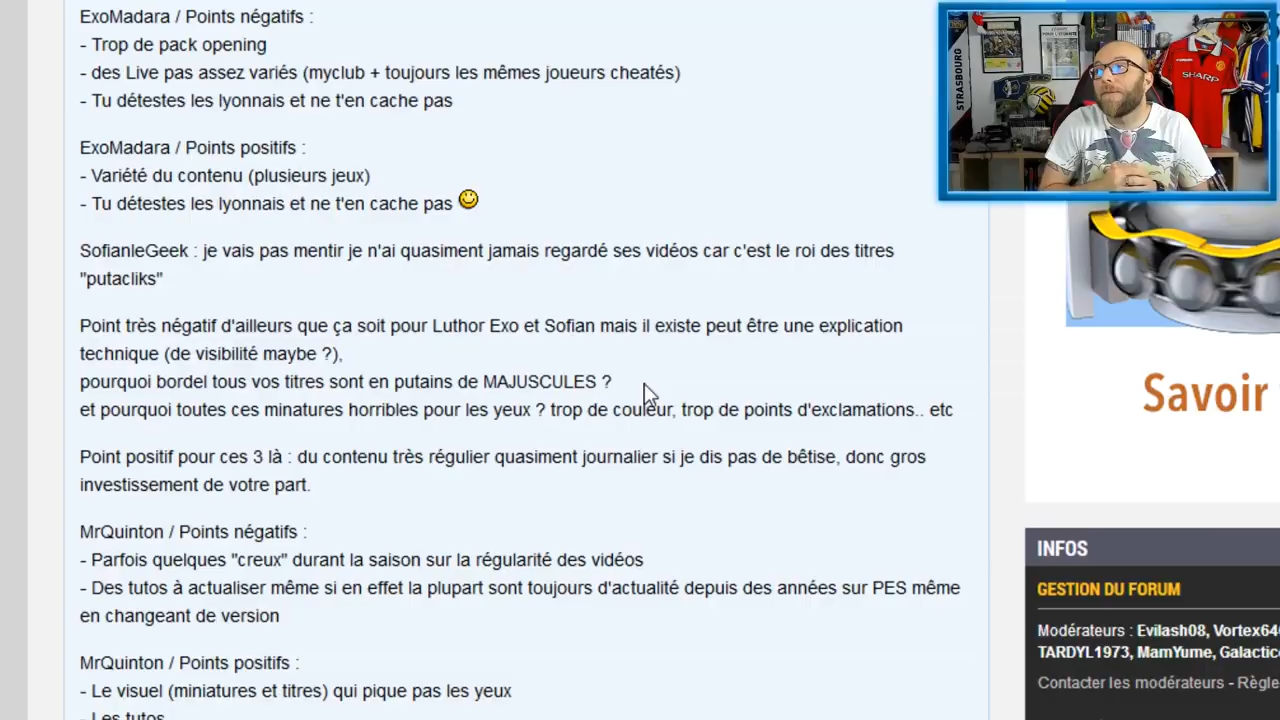 ExoMadara / Points négatifs :
- Trop de pack opening
- des Live pas assez variés (myclub + toujours les mêmes joueurs cheatés)
- Tu détestes les lyonnais et ne t'en cache pas
ExoMadara / Points positifs :
- Variété du contenu (plusieurs jeux)
- Tu détestes les lyonnais et ne t'en cache pas
SofianleGeek : je vais pas mentir je n'ai quasiment jamais regardé ses vidéos car c'est le roi des titres
"putacliks"
Point très négatif d'ailleurs que ça soit pour Luthor Exo et Sofian mais il existe peut être une explication
technique (de visibilité maybe ?),
pourquoi bordel tous vos titres sont en putains de MAJUSCULES ?
et pourquoi toutes ces minatures horribles pour les yeux ? trop de couleur, trop de points d'exclamations.. etc
Point positif pour ces 3 là : du contenu très régulier quasiment journalier si je dis pas de bêtise, donc gros
investissement de votre part.
MrQuinton / Points négatifs :
- Parfois quelques "creux" durant la saison sur la régularité des vidéos
- Des tutos à actualiser même si en effet la plupart sont toujours d'actualité depuis des années sur PES même
en changeant de version
MrQuinton / Points positifs :
- Le visuel (miniatures et titres) qui pique pas les yeux
- Les tutos
STRASBOURG
SHARP
Savoir
INFOS
GESTION DU FORUM
Modérateurs : Evilash08, Vortex64
TARDYL1973, MamYume, Galactic
Contacter les modérateurs - Règle